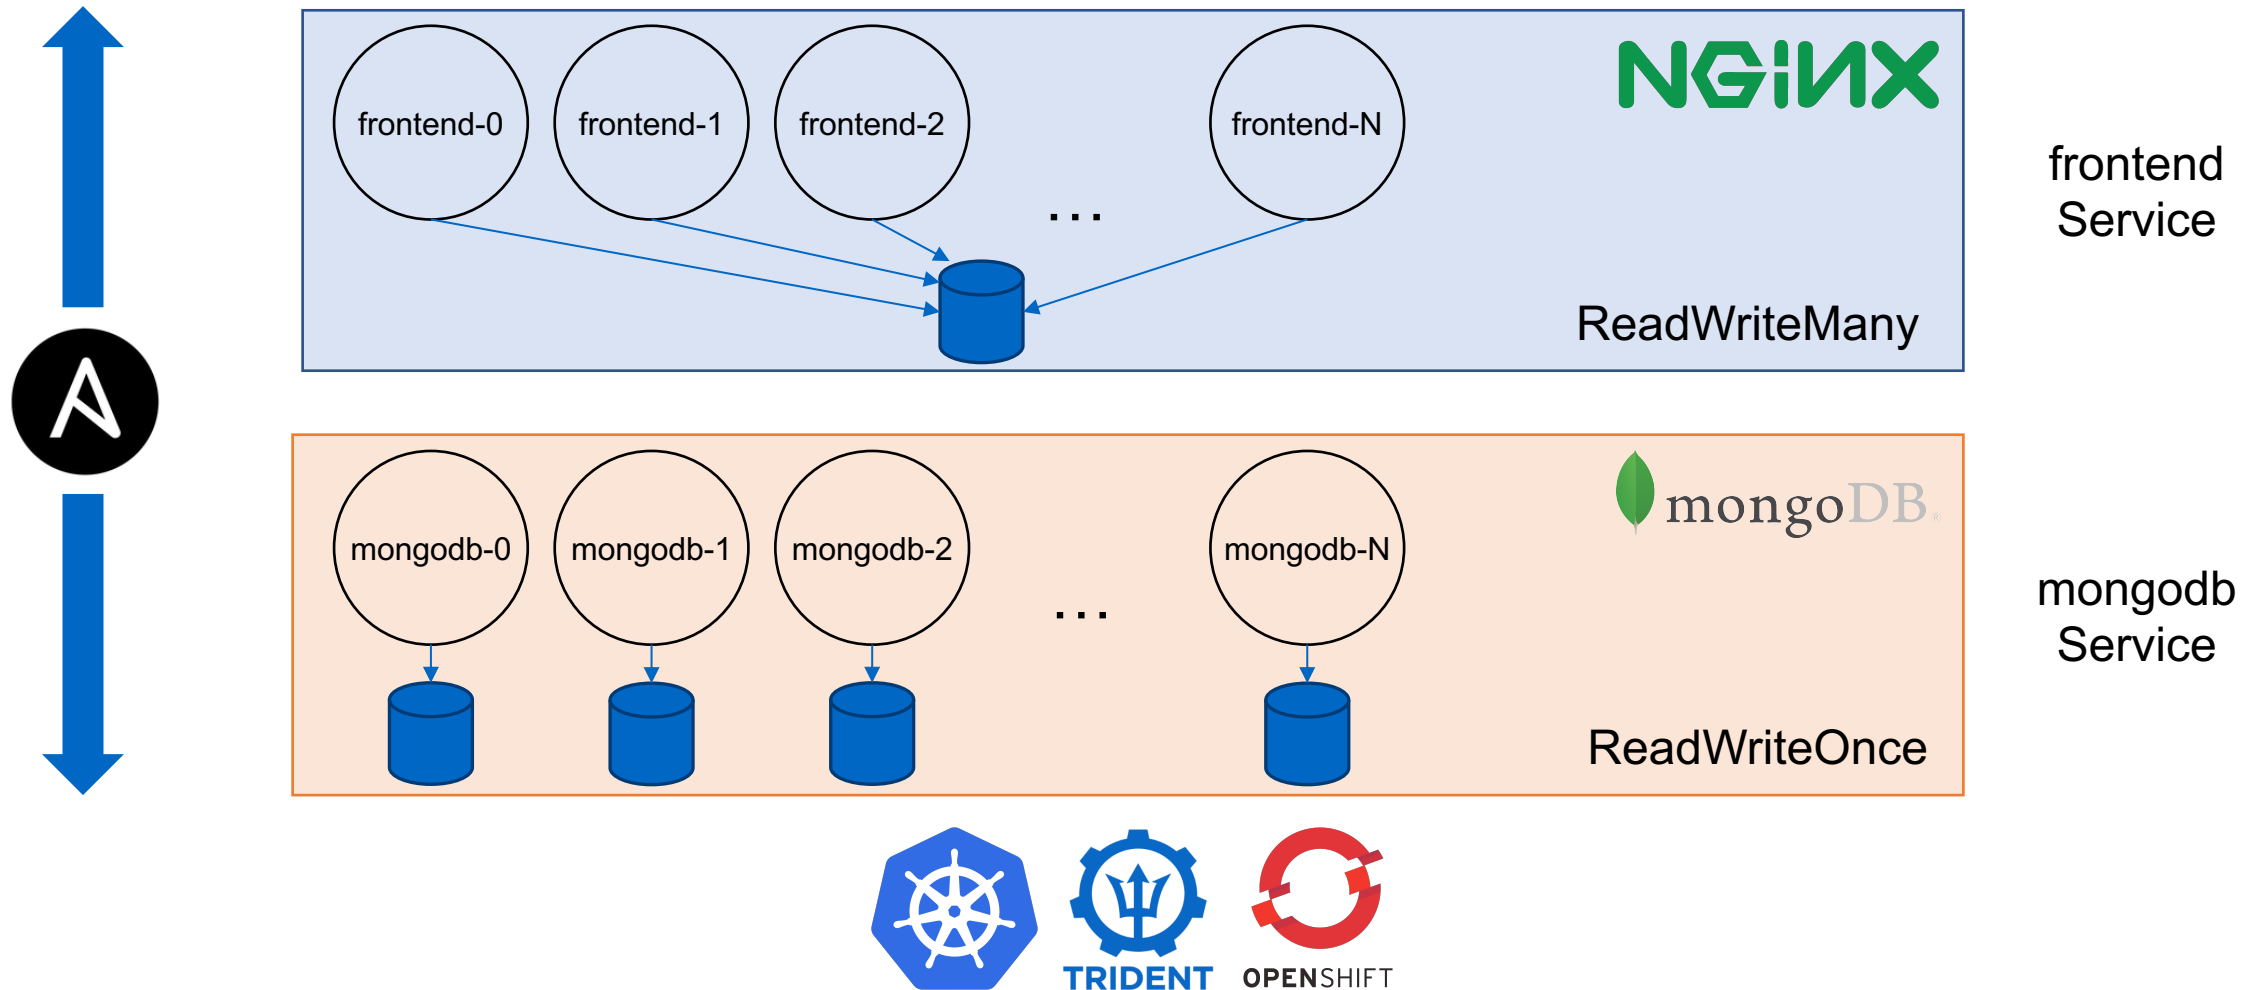 frontend-0
frontend-1
frontend-2
...
frontend-N
NGiNX
frontend
Service
ReadWriteMany
mongodb-0
mongodb-1
mongodb-2
...
mongodb-N
mongoDB®
mongodb
Service
ReadWriteOnce
TRIDENT
OPENSHIFT